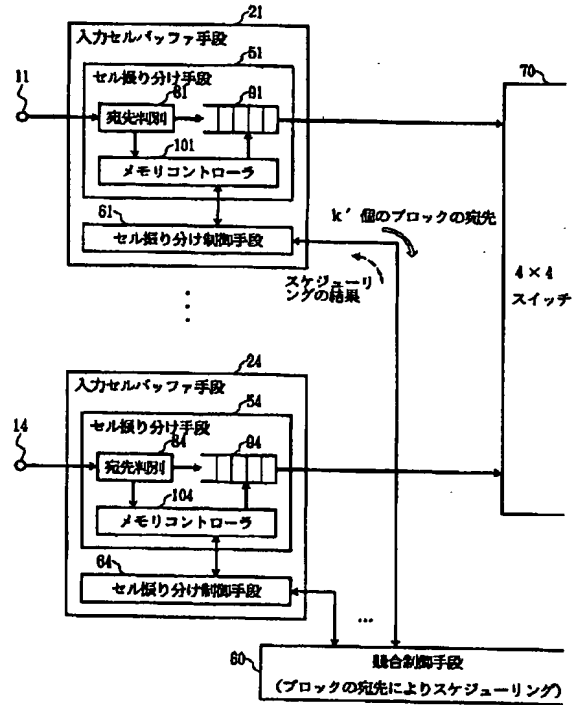 21
入力セルバッファ手段
51
セル振り分け手段
11
81
91
宛先判別
101
メモリコントローラ
61
セル振り分け制御手段
70
4×4
スイッチ
k′個のブロックの宛先
スケジューリ
ングの結果
24
入力セルバッファ手段
54
セル振り分け手段
14
84
94
宛先判別
104
メモリコントローラ
64
セル振り分け制御手段
…
60
競合制御手段
(ブロックの宛先によりスケジューリング)